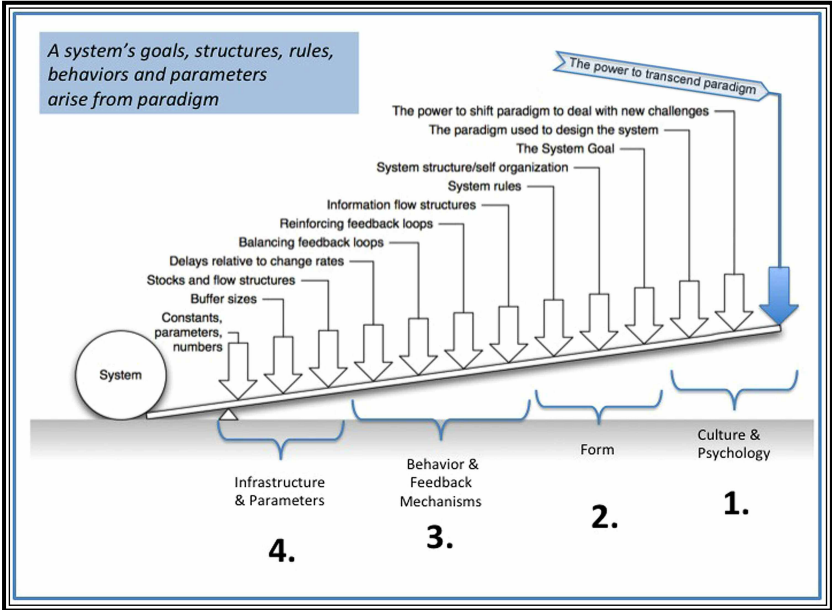 A system's goals, structures, rules,
behaviors and parameters
arise from paradigm
The power to transcend paradigm
The power to shift paradigm to deal with new challenges
The paradigm used to design the system
The System Goal
System structure/self organization
System rules
Information flow structures
Reinforcing feedback loops
Balancing feedback loops
Delays relative to change rates
Stocks and flow structures
Buffer sizes
Constants,
parameters,
numbers
System
Infrastructure
& Parameters
4.
Behavior &
Feedback
Mechanisms
3.
Form
2.
Culture &
Psychology
1.